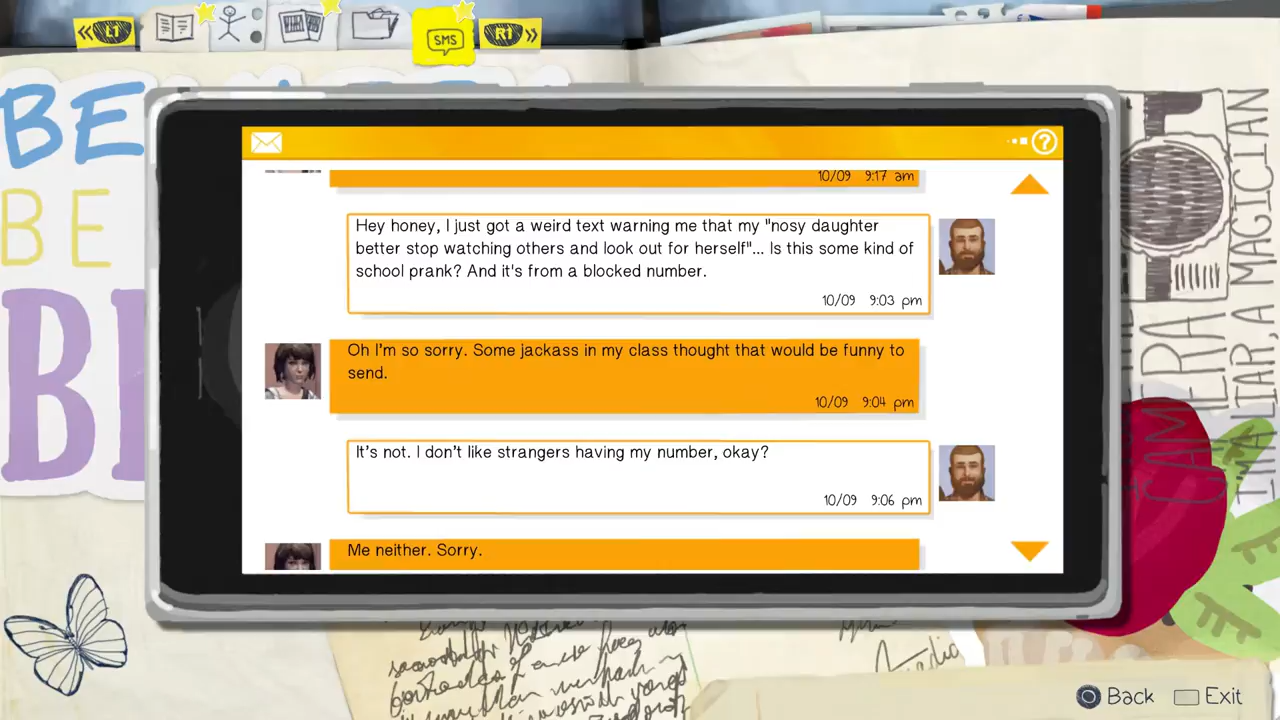 L1
SMS
R1
BE
BE
10/09 9:17 am
Hey honey, I just got a weird text warning me that my "nosy daughter
better stop watching others and look out for herself"... Is this some kind of
school prank? And it's from a blocked number.
10/09 9:03 pm
Oh I'm so sorry. Some jackass in my class thought that would be funny to
send.
10/09 9:04 pm
It's not. I don't like strangers having my number, okay?
10/09 9:06 pm
Me neither. Sorry.
CAMERA
LIAR, A MAGICIAN
Back
Exit